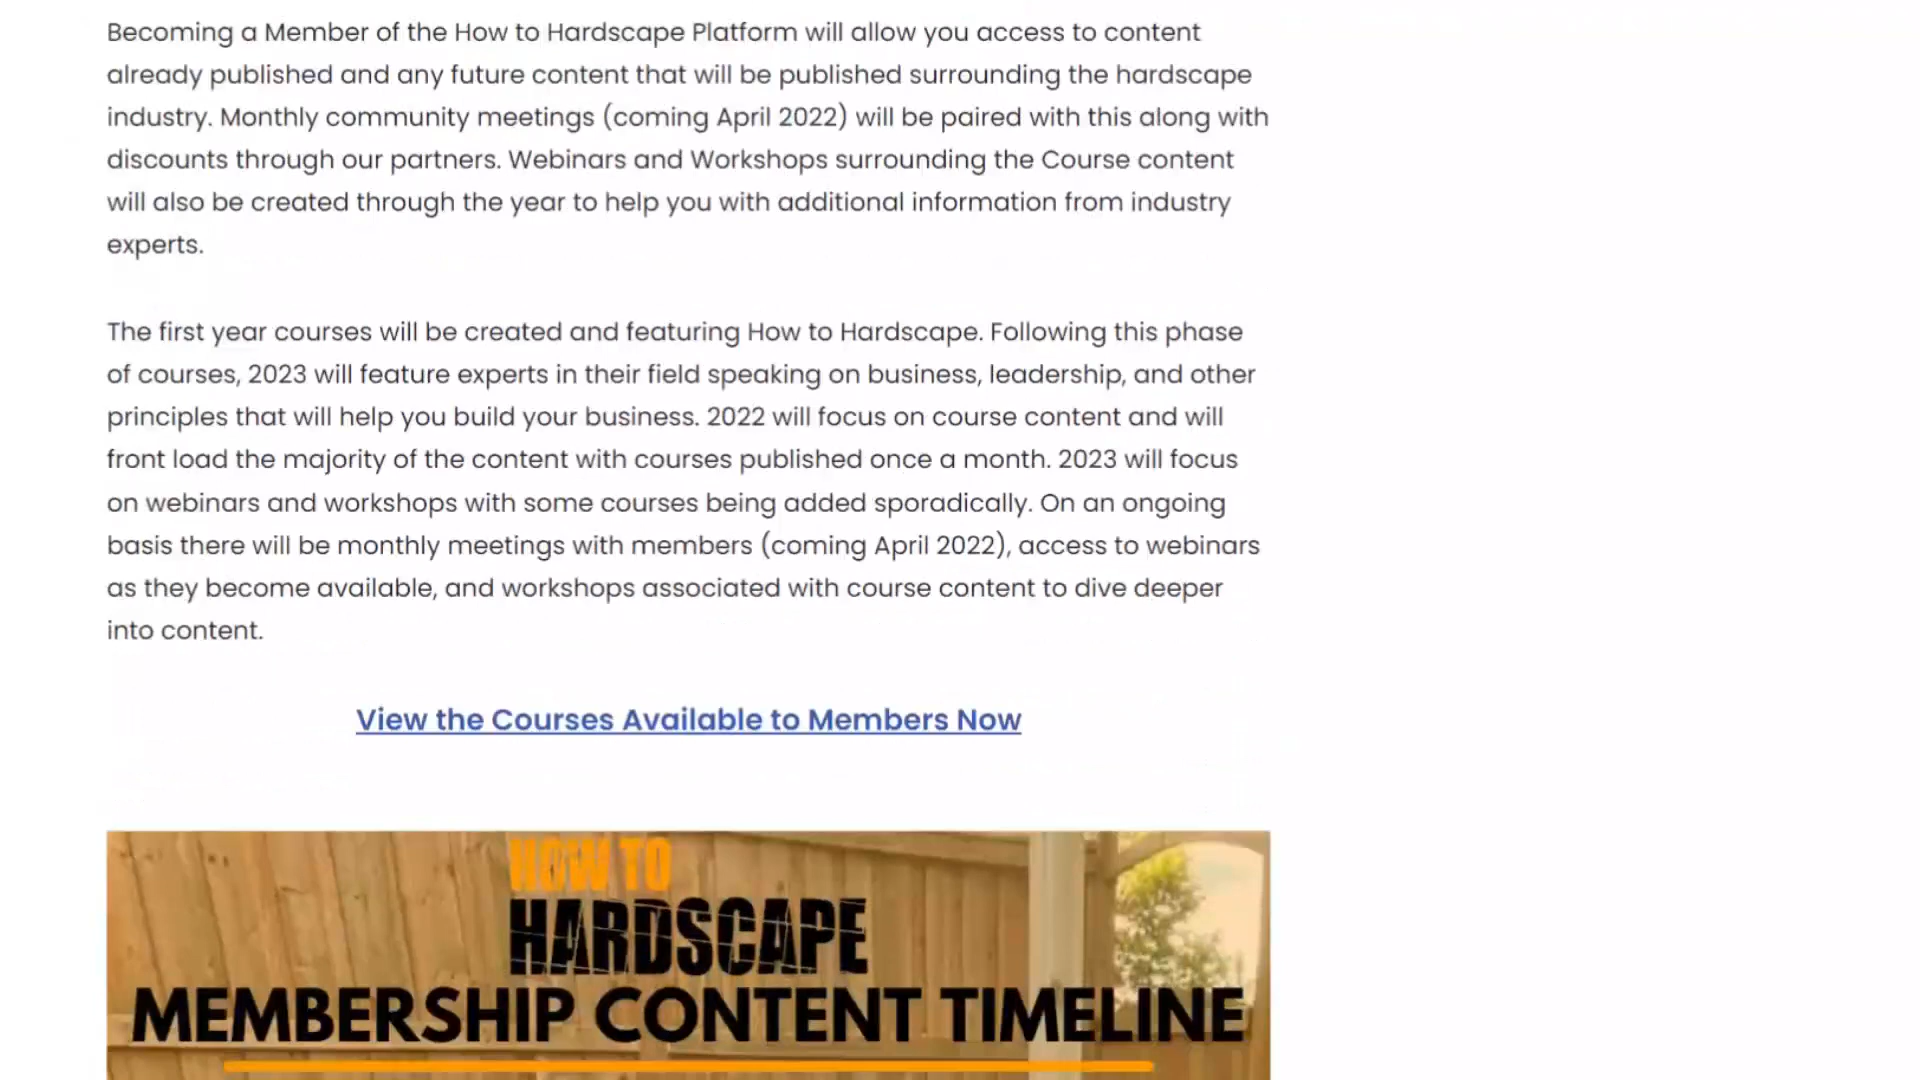 Becoming a Member of the How to Hardscape Platform will allow you access to content
already published and any future content that will be published surrounding the hardscape
industry. Monthly community meetings (coming April 2022) will be paired with this along with
discounts through our partners. Webinars and Workshops surrounding the Course content
will also be created through the year to help you with additional information from industry
experts.
The first year courses will be created and featuring How to Hardscape. Following this phase
of courses, 2023 will feature experts in their field speaking on business, leadership, and other
principles that will help you build your business. 2022 will focus on course content and will
front load the majority of the content with courses published once a month. 2023 will focus
on webinars and workshops with some courses being added sporadically. On an ongoing
basis there will be monthly meetings with members (coming April 2022), access to webinars
as they become available, and workshops associated with course content to dive deeper
into content.
View the Courses Available to Members Now
HOW TO
HARDSCAPE
MEMBERSHIP CONTENT TIMELINE